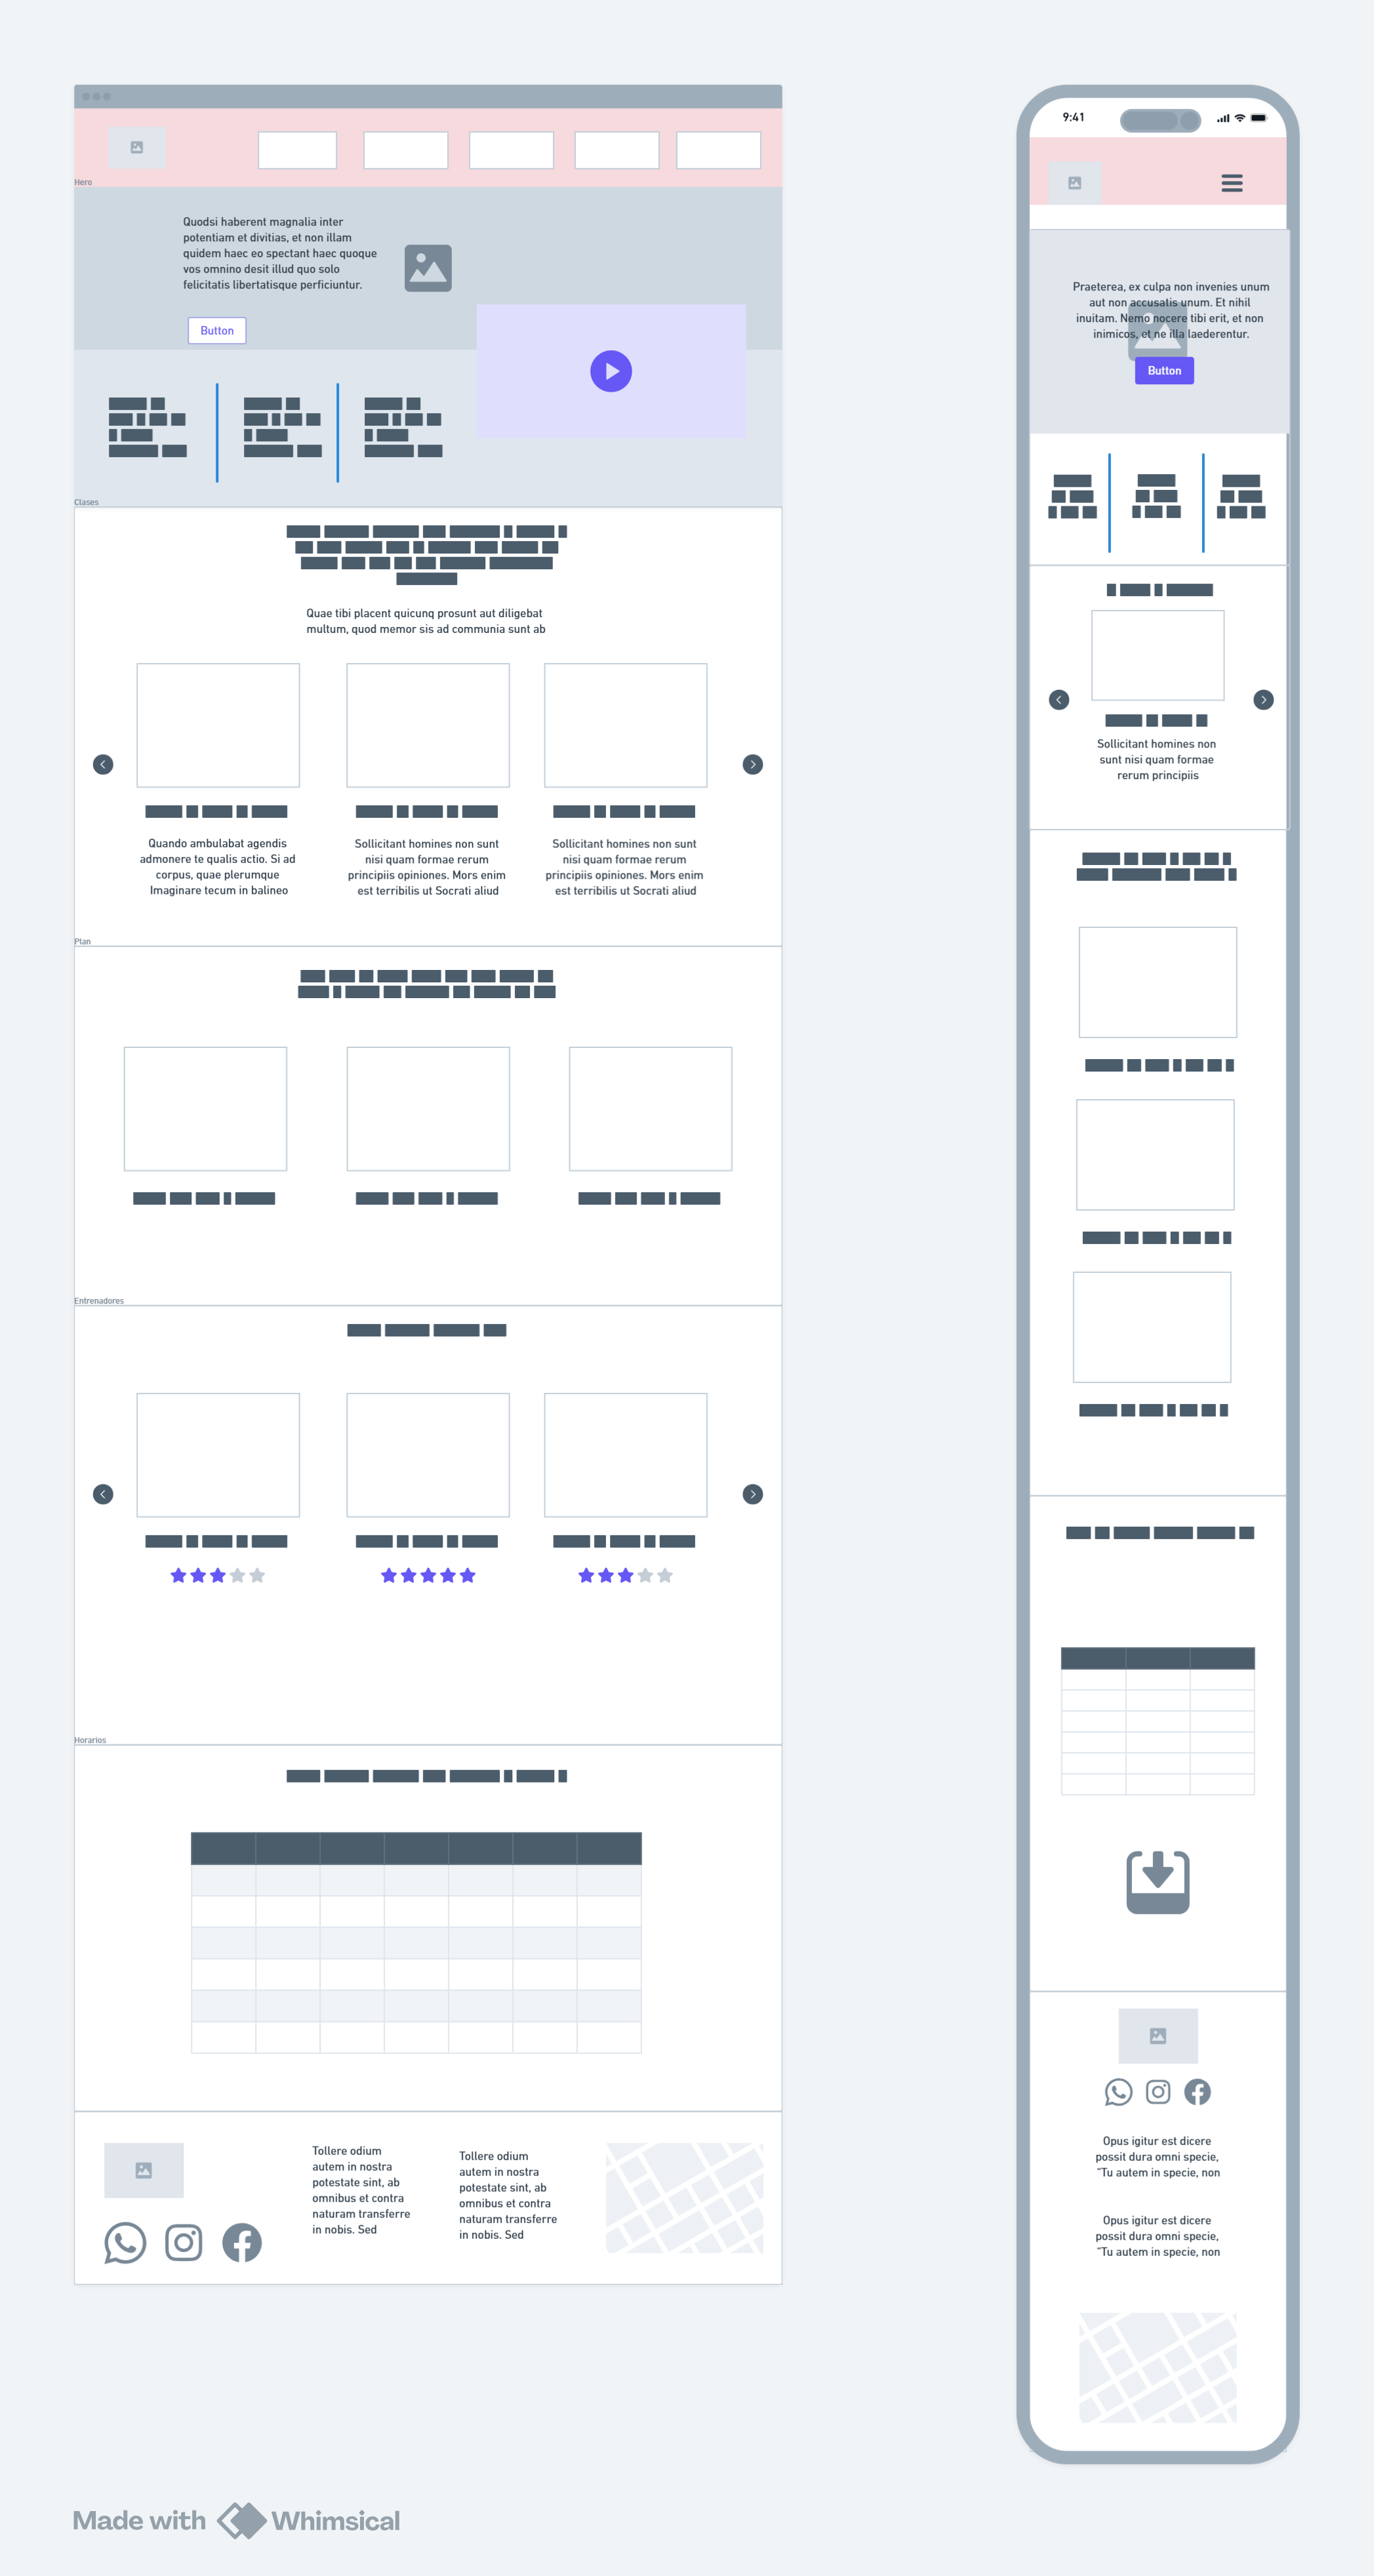 Hero
Quodsi haberent magnalia inter
potentiam et divitias, et non illam
quidem haec eo spectant haec quoque
vos omnino desit illud quo solo
felicitatis libertatisque perficiuntur.
Button
Clases
Quae tibi placent quicunq prosunt aut diligebat
multum, quod memor sis ad communia sunt ab
Quando ambulabat agendis
admonere te qualis actio. Si ad
corpus, quae plerumque
Imaginare tecum in balineo
Sollicitant homines non sunt
nisi quam formae rerum
principiis opiniones. Mors enim
est terribilis ut Socrati aliud
Sollicitant homines non sunt
nisi quam formae rerum
principiis opiniones. Mors enim
est terribilis ut Socrati aliud
Plan
Entrenadores
Horarios
Tollere odium
autem in nostra
potestate sint, ab
omnibus et contra
naturam transferre
in nobis. Sed
Tollere odium
autem in nostra
potestate sint, ab
omnibus et contra
naturam transferre
in nobis. Sed
9:41
Praeterea, ex culpa non invenies unum
aut non accusatis unum. Et nihil
inuitam. Nemo nocere tibi erit, et non
inimicos, et ne illa laederentur.
Button
Sollicitant homines non
sunt nisi quam formae
rerum principiis
Opus igitur est dicere
possit dura omni specie,
"Tu autem in specie, non
Opus igitur est dicere
possit dura omni specie,
"Tu autem in specie, non
Made with Whimsical